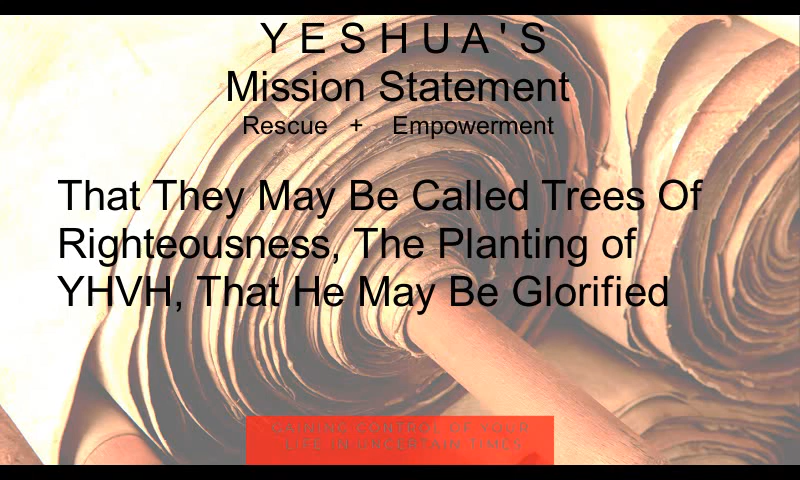 Y E S H U A ' S
Mission Statement
Rescue + Empowerment
That They May Be Called Trees Of
Righteousness, The Planting of
YHVH, That He May Be Glorified
GAINING CONTROL OF YOUR
LIFE IN UNCERTAIN TIMES